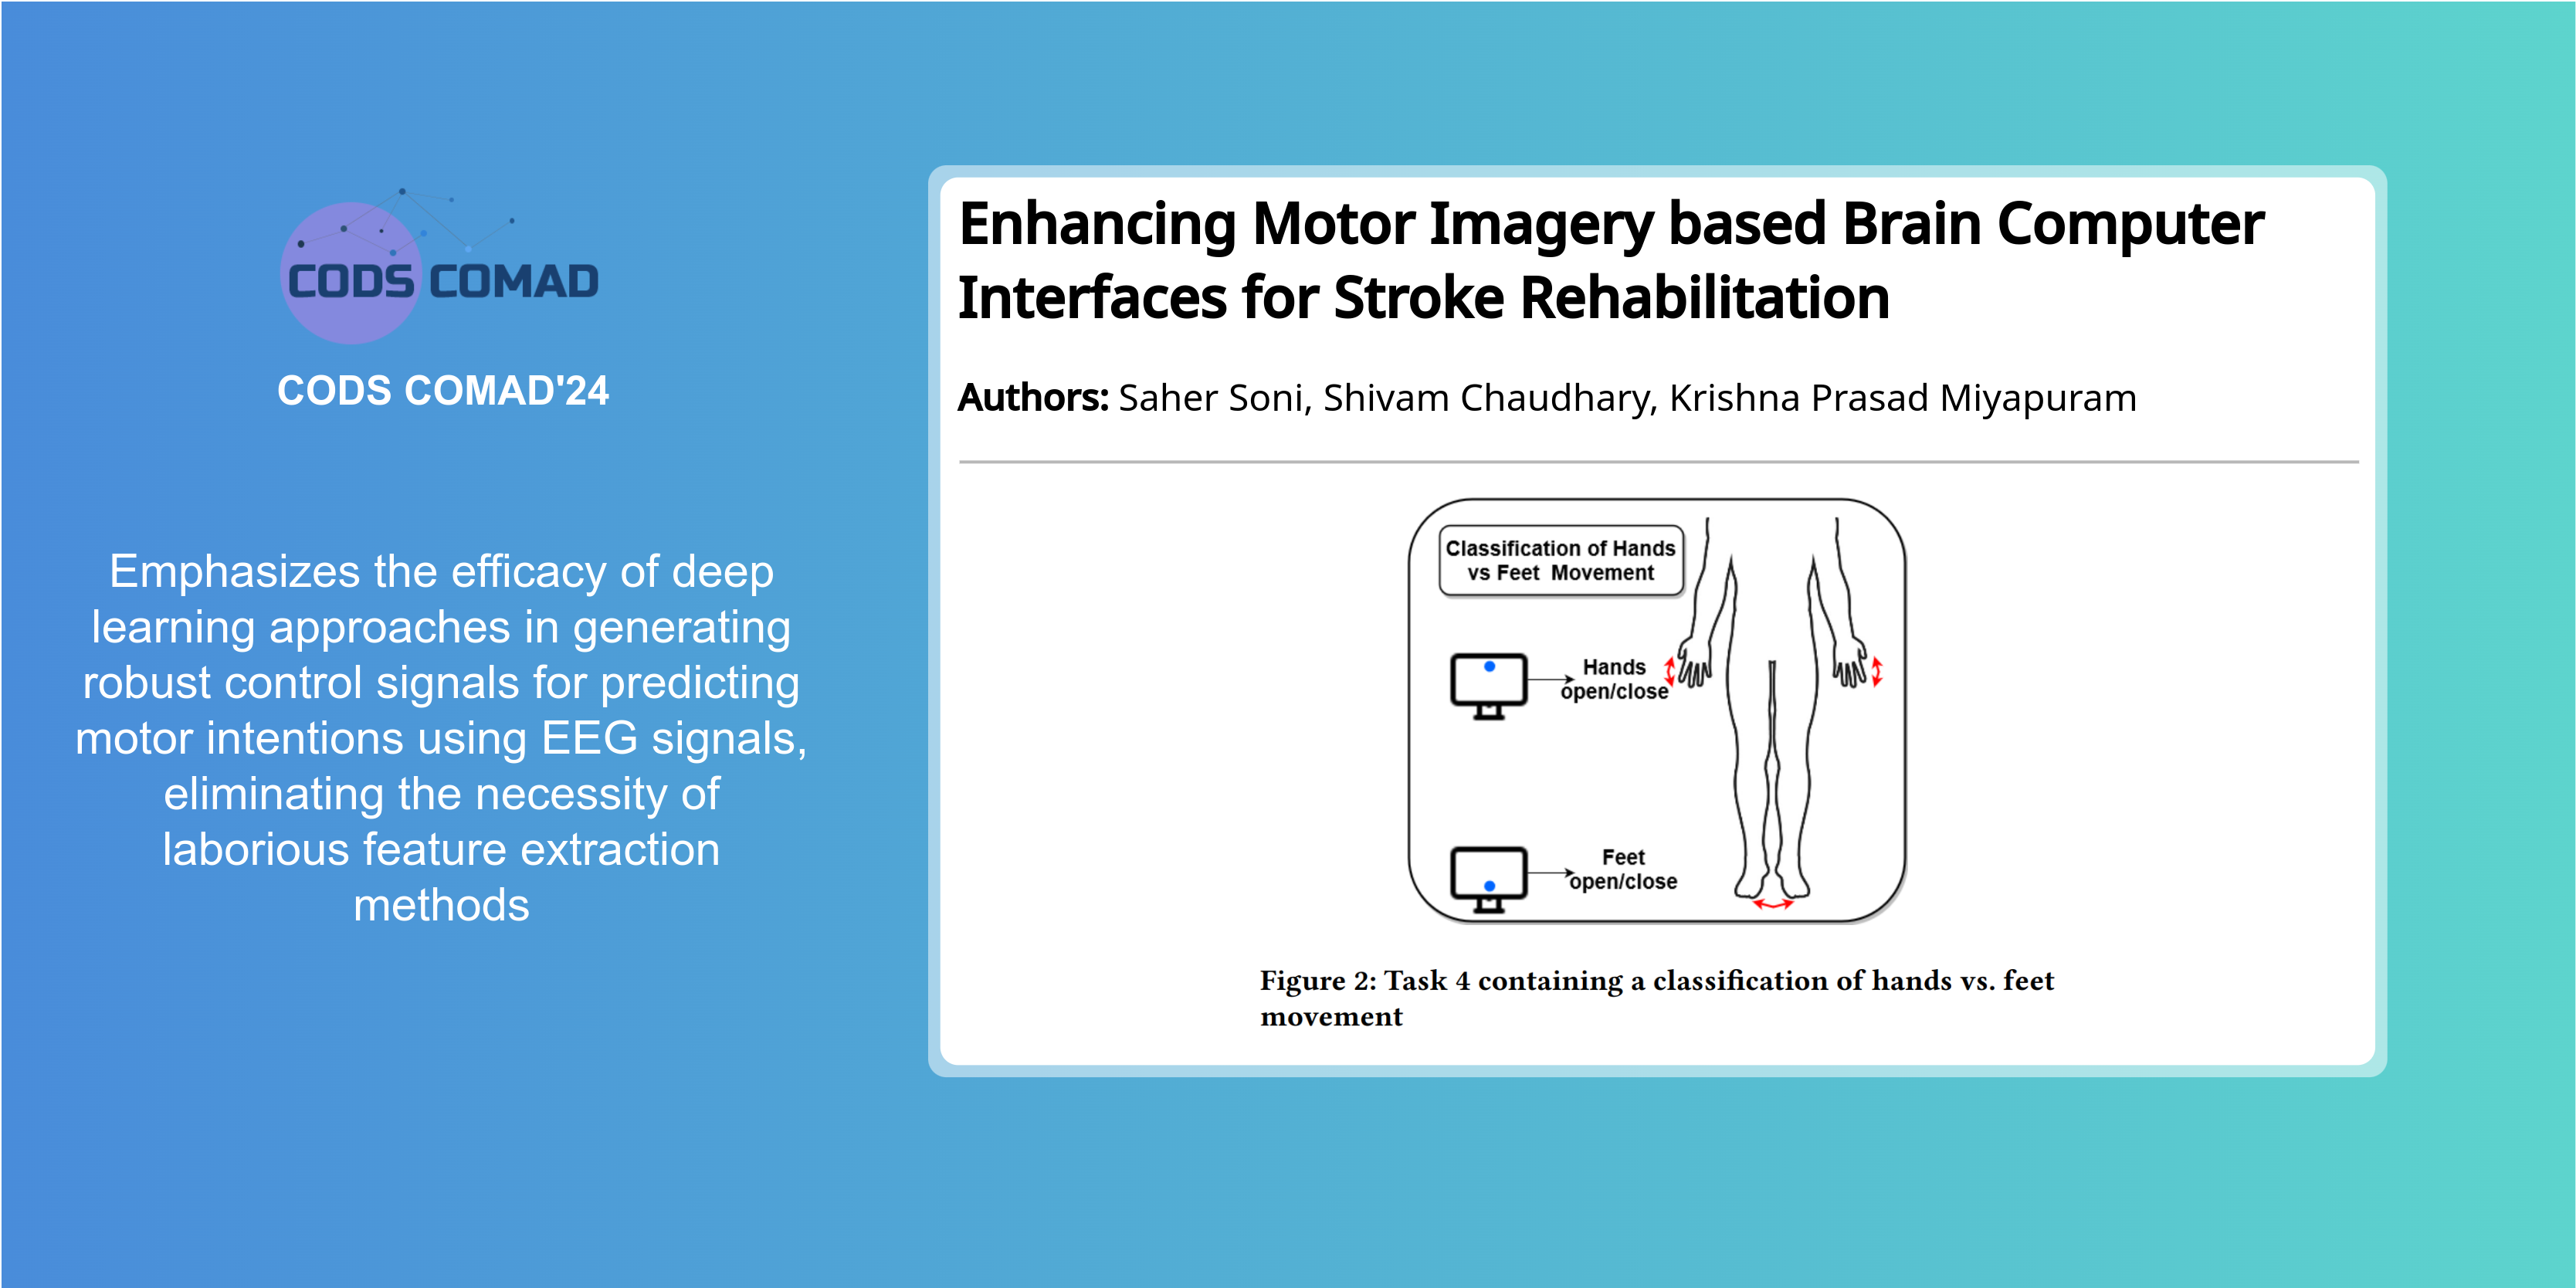 CODS COMAD
CODS COMAD'24
Emphasizes the efficacy of deep
learning approaches in generating
robust control signals for predicting
motor intentions using EEG signals,
eliminating the necessity of
laborious feature extraction
methods
Enhancing Motor Imagery based Brain Computer
Interfaces for Stroke Rehabilitation
Authors: Saher Soni, Shivam Chaudhary, Krishna Prasad Miyapuram
Classification of Hands
vs Feet Movement
Hands
open/close
Feet
open/close
Figure 2: Task 4 containing a classification of hands vs. feet
movement